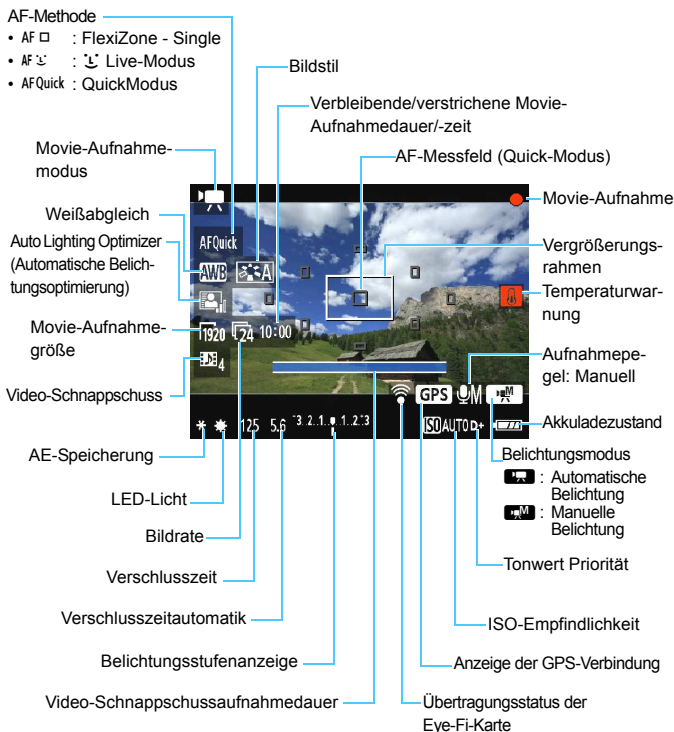 AF-Methode
• AF : FlexiZone - Single
• AF : Live-Modus
• AFQuick : QuickModus
Bildstil
Verbleibende/verstrichene Movie-
Aufnahmedauer/-zeit
AF-Messfeld (Quick-Modus)
Movie-Aufnahme-
modus
Movie-Aufnahme
Weißabgleich
Auto Lighting Optimizer
(Automatische Belich-
tungsoptimierung)
Vergrößerungs-
rahmen
Temperaturwar-
nung
Movie-Aufnahme-
größe
Aufnahmepe-
gel: Manuell
Video-Schnappschuss
Akkuladezustand
AFQuick
AWB A
1920 24 10:00
4
GPS M M
125 5.6 -3..2..1..0..1..2..+3 ISO AUTO D+
AE-Speicherung
Belichtungsmodus
: Automatische
Belichtung
M : Manuelle
Belichtung
LED-Licht
Bildrate
Verschlusszeit
Tonwert Priorität
Verschlusszeitautomatik
ISO-Empfindlichkeit
Belichtungsstufenanzeige
Anzeige der GPS-Verbindung
Video-Schnappschussaufnahmedauer
Übertragungsstatus der
Eye-Fi-Karte